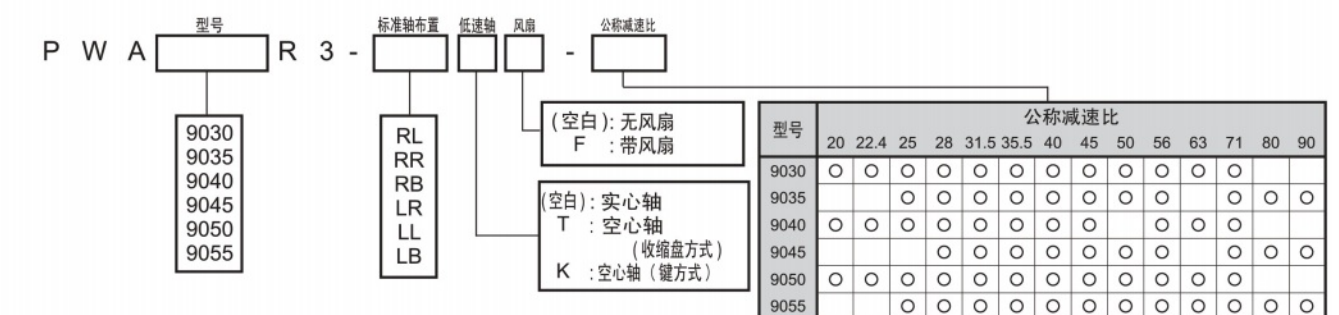 型号 标准轴布置 低速轴 风扇 公称减速比
P W A R 3 - -
9030
9035
9040
9045
9050
9055
RL
RR
RB
LR
LL
LB
(空白): 无风扇
F : 带风扇
(空白): 实心轴
T : 空心轴
(收缩盘方式)
K : 空心轴（键方式）
型号 公称减速比
20 22.4 25 28 31.5 35.5 40 45 50 56 63 71 80 90
9030 ○ ○ ○ ○ ○ ○ ○ ○ ○ ○ ○ ○
9035 ○ ○ ○ ○ ○ ○ ○ ○ ○ ○ ○
9040 ○ ○ ○ ○ ○ ○ ○ ○ ○ ○ ○
9045 ○ ○ ○ ○ ○ ○ ○ ○ ○ ○
9050 ○ ○ ○ ○ ○ ○ ○ ○ ○ ○ ○ ○
9055 ○ ○ ○ ○ ○ ○ ○ ○ ○ ○ ○ ○